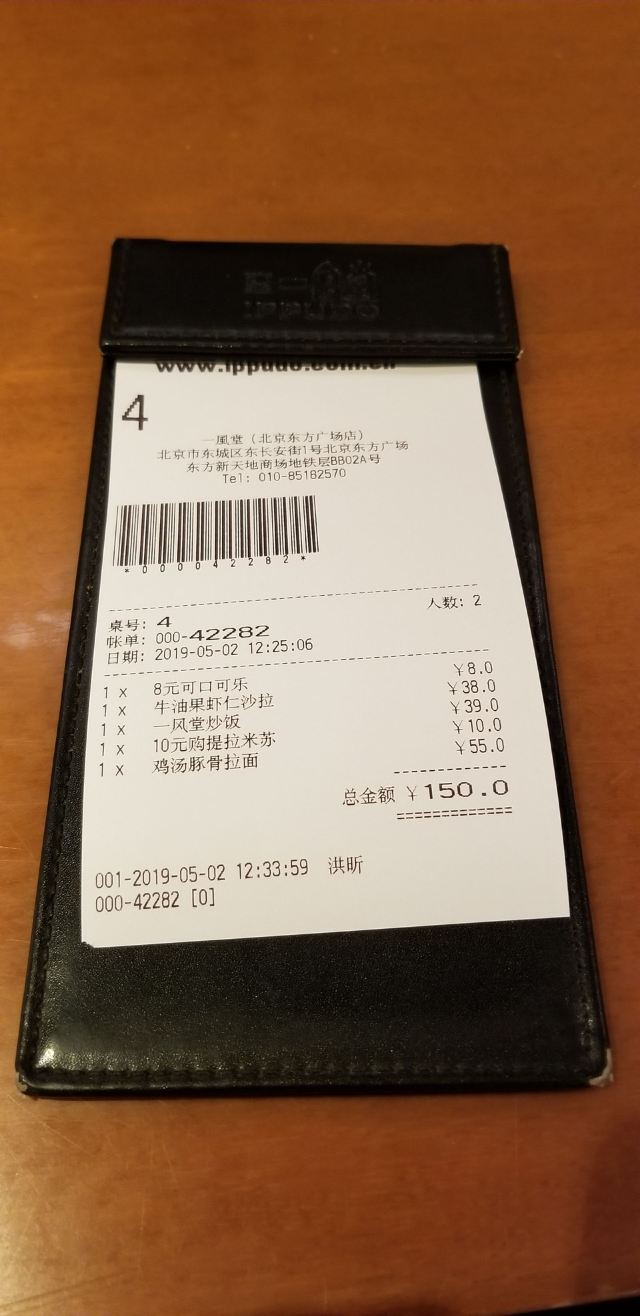 IPPUDO
www.ippudo.com.cn
4
一風堂（北京东方广场店）
北京市东城区东长安街1号北京东方广场
东方新天地商场地铁层BB02A号
Tel: 010-85182570
*000042282*
桌号: 4 人数: 2
帐单: 000-42282
日期: 2019-05-02 12:25:06
1 x 8元可口可乐 ￥8.0
1 x 牛油果虾仁沙拉 ￥38.0
1 x 一风堂炒饭 ￥39.0
1 x 10元购提拉米苏 ￥10.0
1 x 鸡汤豚骨拉面 ￥55.0
总金额 ￥150.0
001-2019-05-02 12:33:59 洪昕
000-42282 [0]